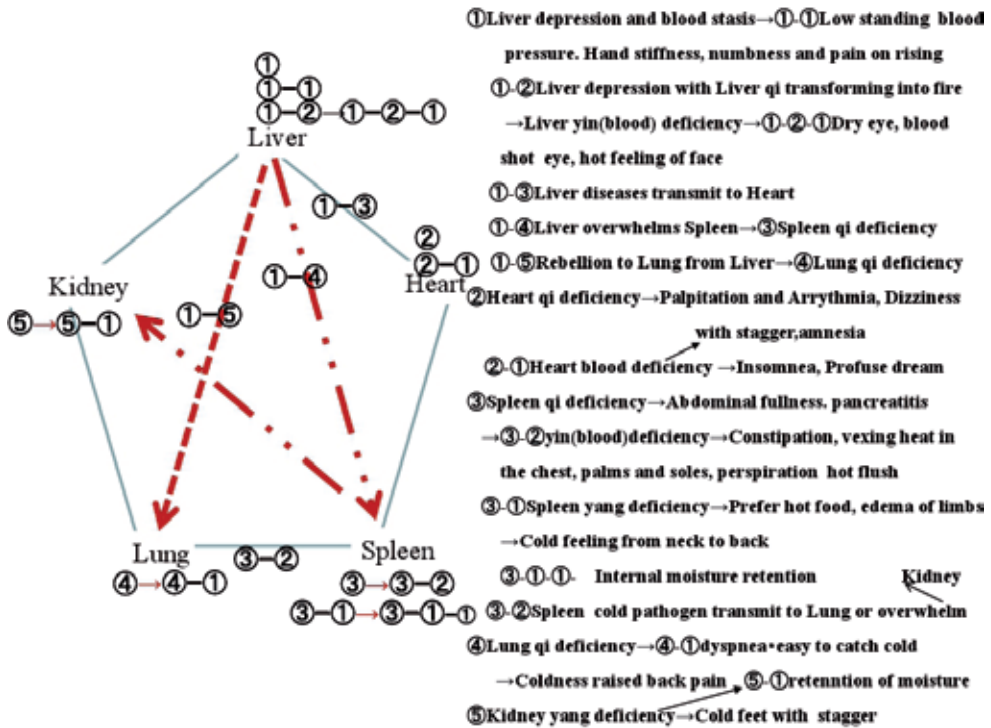 ①
①-①
①-②→①-②-①
Liver
①-③
②
②-①
Heart
①-④
Kidney
⑤→⑤-①
①-⑤
Lung
④→④-①
③-②
Spleen
③→③-②
③-①→③-①-①
①Liver depression and blood stasis→①-①Low standing blood
pressure. Hand stiffness, numbness and pain on rising
①-②Liver depression with Liver qi transforming into fire
→Liver yin(blood) deficiency→①-②-①Dry eye, blood
shot eye, hot feeling of face
①-③Liver diseases transmit to Heart
①-④Liver overwhelms Spleen→③Spleen qi deficiency
①-⑤Rebellion to Lung from Liver→④Lung qi deficiency
②Heart qi deficiency→Palpitation and Arrythmia, Dizziness
with stagger,amnesia
②-①Heart blood deficiency→Insomnea, Profuse dream
③Spleen qi deficiency→Abdominal fullness. pancreatitis
→③-②yin(blood)deficiency→Constipation, vexing heat in
the chest, palms and soles, perspiration hot flush
③-①Spleen yang deficiency→Prefer hot food, edema of limbs
→Cold feeling from neck to back
③-①-①- Internal moisture retention Kidney
③-②Spleen cold pathogen transmit to Lung or overwhelm
④Lung qi deficiency→④-①dyspnea•easy to catch cold
→Coldness raised back pain ⑤-①retenntion of moisture
⑤Kidney yang deficiency→Cold feet with stagger